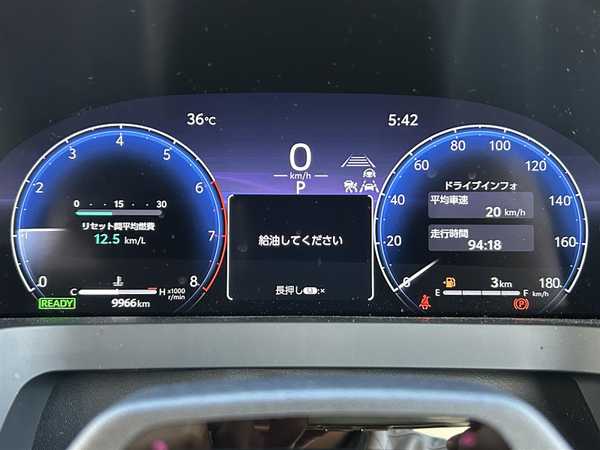 36℃
5:42
0
km/h
P
0 1 2 3 4 5 6 7 8
0 15 30
リセット間平均燃費
12.5 km/L
C H
x1000 r/min
READY
9966km
給油してください
長押し :×
0 20 40 60 80 100 120 140 160 180
km/h
ドライブインフォ
平均車速
20 km/h
走行時間
94:18
3km
E F